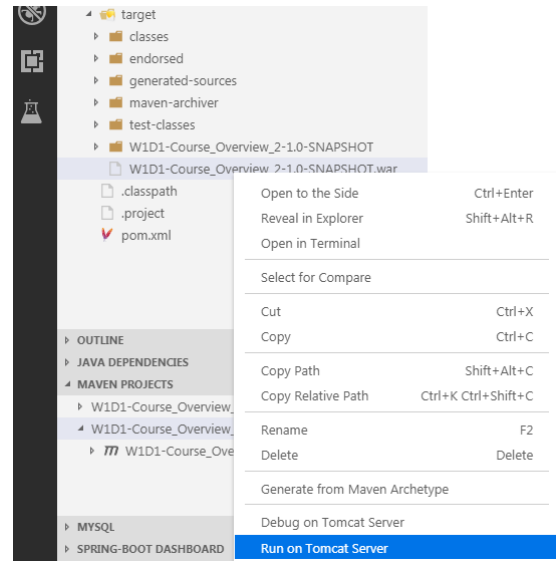 target
classes
endorsed
generated-sources
maven-archiver
test-classes
W1D1-Course_Overview_2-1.0-SNAPSHOT
W1D1-Course_Overview_2-1.0-SNAPSHOT.war
.classpath
.project
pom.xml
Open to the Side Ctrl+Enter
Reveal in Explorer Shift+Alt+R
Open in Terminal
Select for Compare
Cut Ctrl+X
Copy Ctrl+C
Copy Path Shift+Alt+C
Copy Relative Path Ctrl+K Ctrl+Shift+C
Rename F2
Delete Delete
Generate from Maven Archetype
Debug on Tomcat Server
Run on Tomcat Server
OUTLINE
JAVA DEPENDENCIES
MAVEN PROJECTS
W1D1-Course_Overview_
W1D1-Course_Overview_
m W1D1-Course_Ove
MYSQL
SPRING-BOOT DASHBOARD